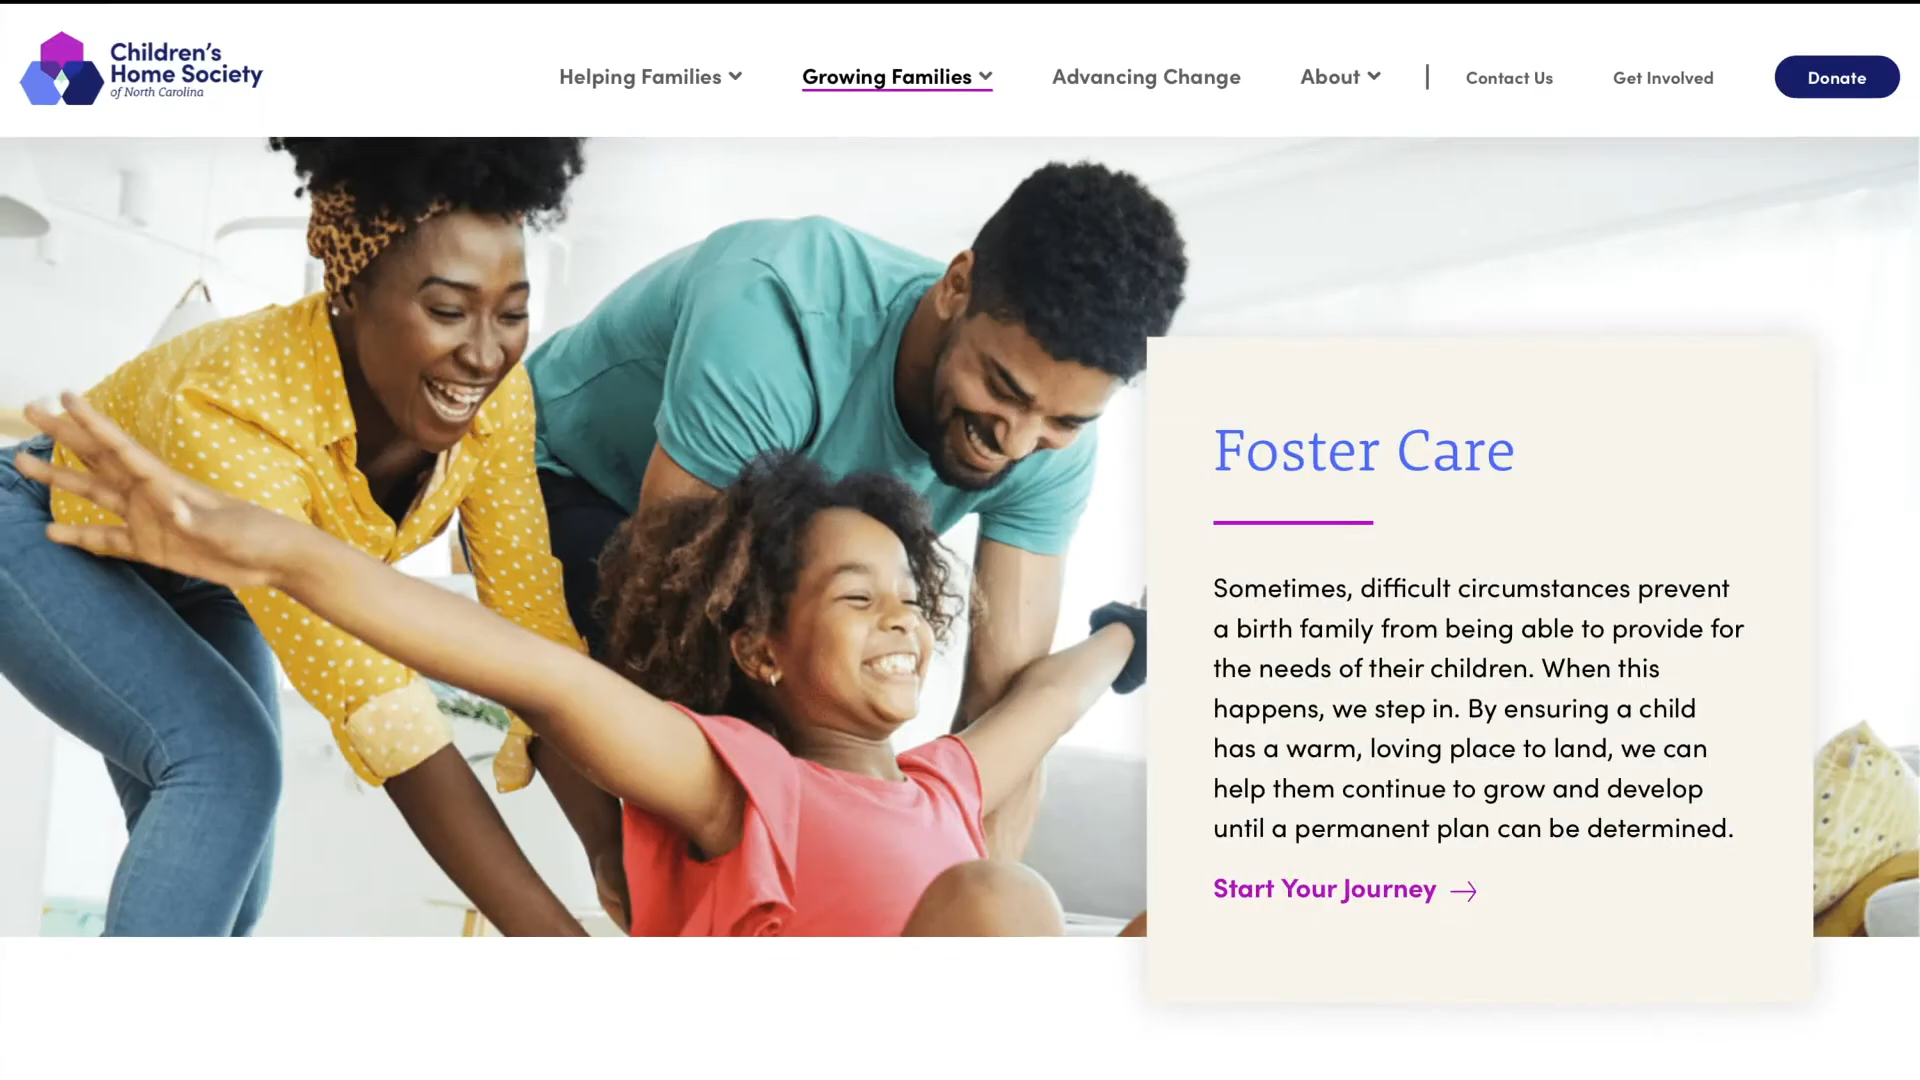 Children's
Home Society
of North Carolina
Helping Families
Growing Families
Advancing Change
About
Contact Us
Get Involved
Donate
Foster Care
Sometimes, difficult circumstances prevent
a birth family from being able to provide for
the needs of their children. When this
happens, we step in. By ensuring a child
has a warm, loving place to land, we can
help them continue to grow and develop
until a permanent plan can be determined.
Start Your Journey